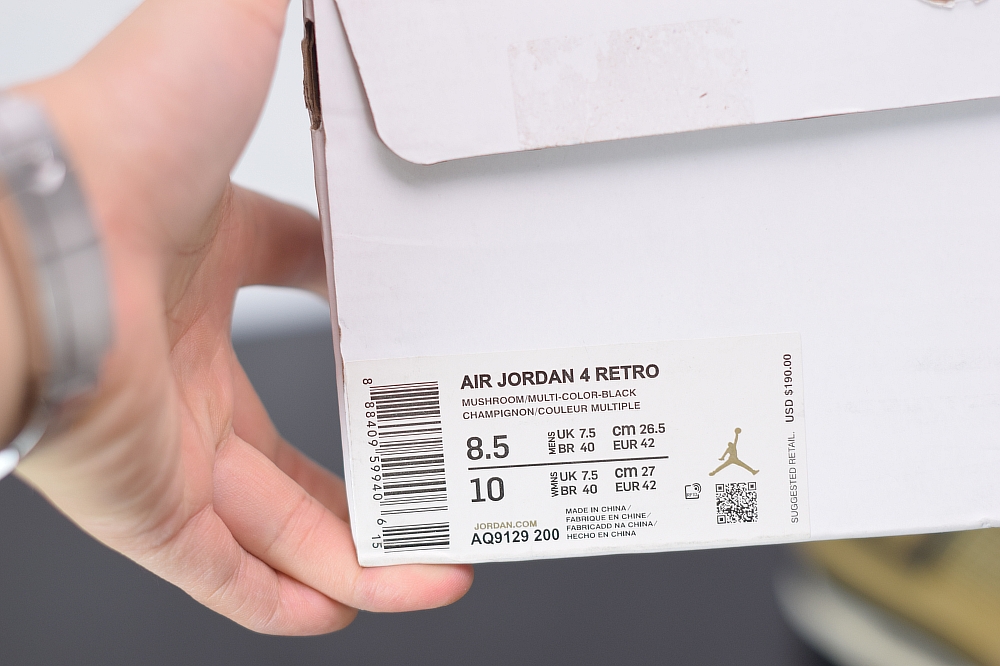 AIR JORDAN 4 RETRO
MUSHROOM/MULTI-COLOR-BLACK
CHAMPIGNON/COULEUR MULTIPLE
8.5 MENS UK 7.5 cm 26.5
BR 40 EUR 42
10 WMNS UK 7.5 cm 27
BR 40 EUR 42
MADE IN CHINA/
FABRIQUE EN CHINE/
FABRICADO NA CHINA/
HECHO EN CHINA
JORDAN.COM
AQ9129 200
8 88409 59940 6 15
SUGGESTED RETAIL. USD $190.00